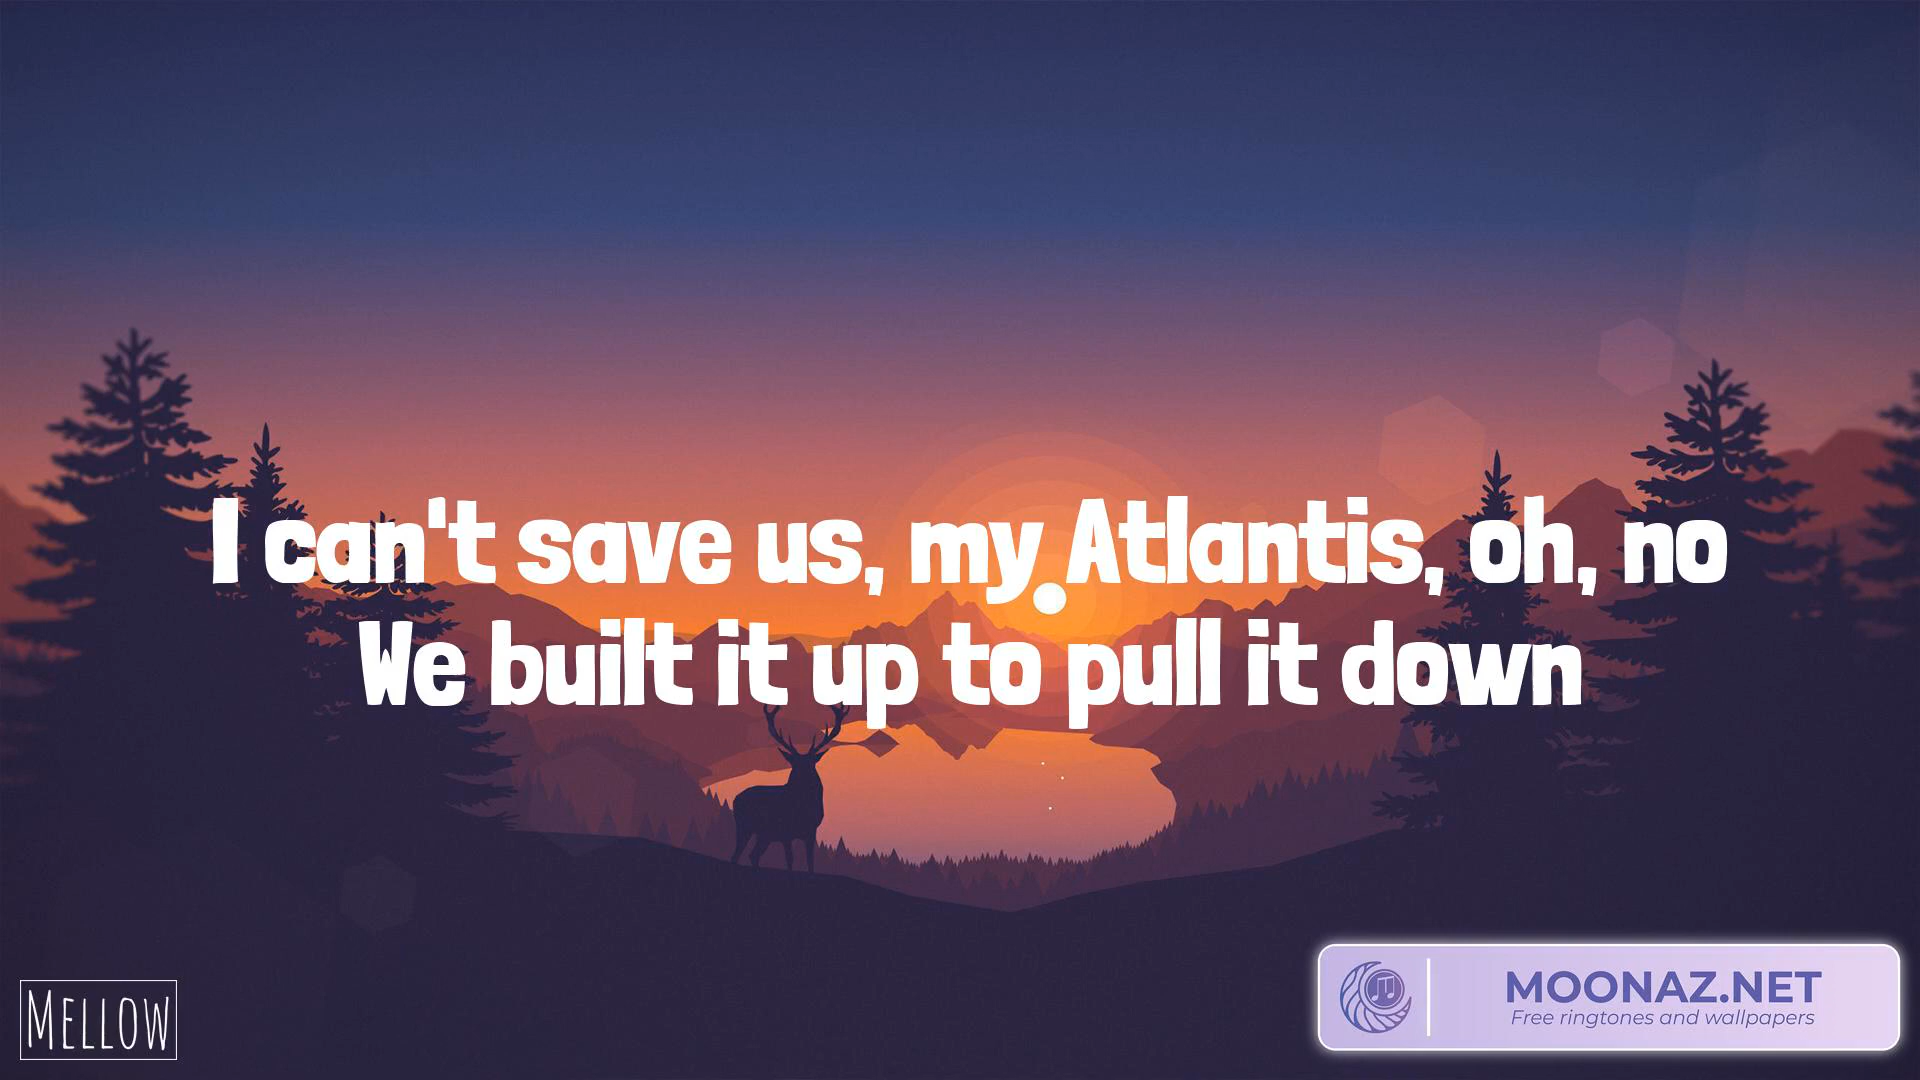 I can't save us, my Atlantis, oh, no
We built it up to pull it down
MELLOW
MOONAZ.NET
Free ringtones and wallpapers